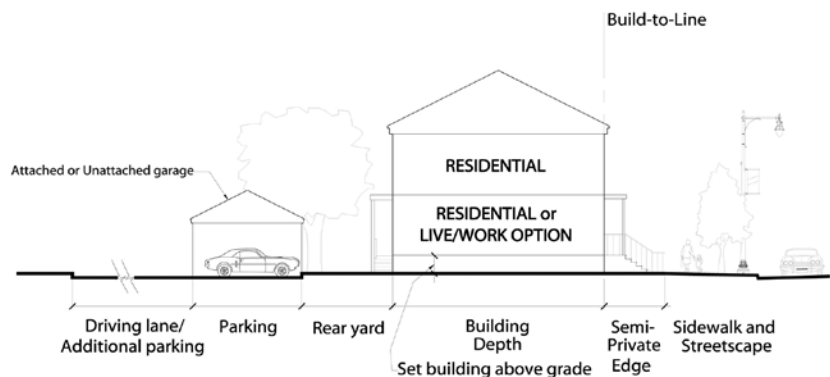 Build-to-Line
Attached or Unattached garage
RESIDENTIAL
RESIDENTIAL or
LIVE/WORK OPTION
Driving lane/
Additional parking
Parking
Rear yard
Building
Depth
Set building above grade
Semi-
Private
Edge
Sidewalk and
Streetscape